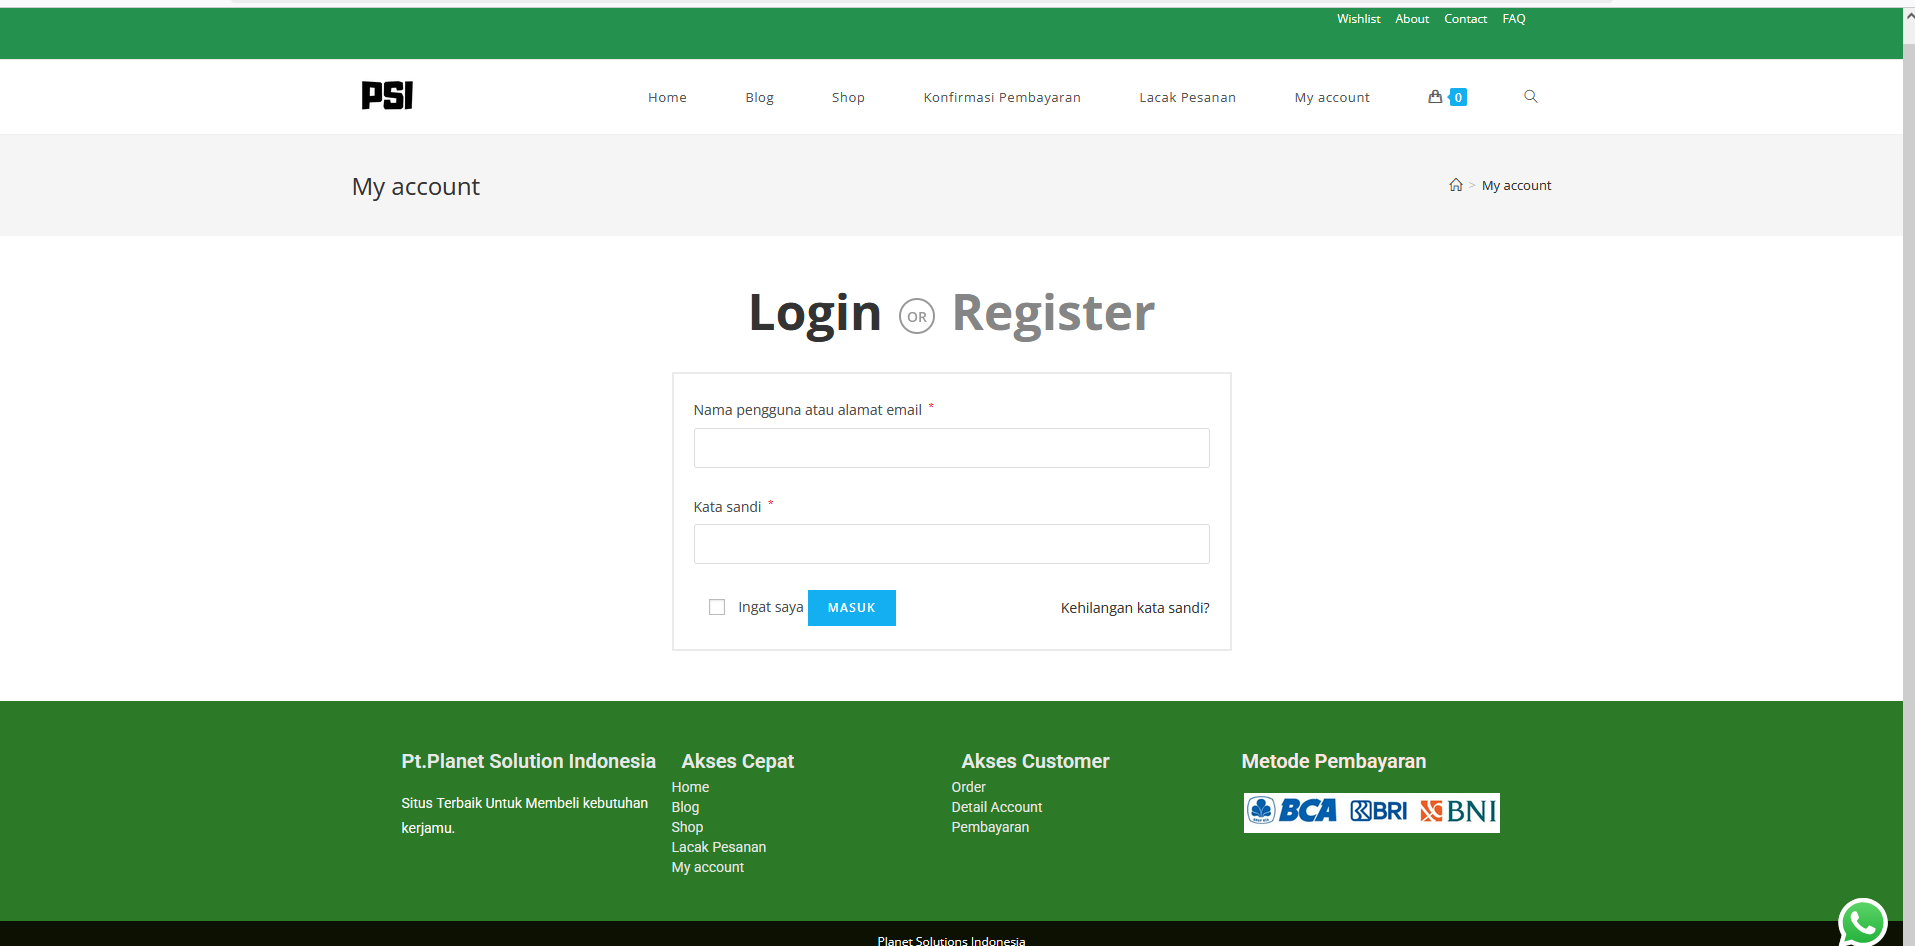 Wishlist About Contact FAQ
PSI
Home Blog Shop Konfirmasi Pembayaran Lacak Pesanan My account 0
My account
> My account
Login OR Register
Nama pengguna atau alamat email *
Kata sandi *
Ingat saya MASUK Kehilangan kata sandi?
Pt.Planet Solution Indonesia
Situs Terbaik Untuk Membeli kebutuhan
kerjamu.
Akses Cepat
Home
Blog
Shop
Lacak Pesanan
My account
Akses Customer
Order
Detail Account
Pembayaran
Metode Pembayaran
BCA BRI BNI
Planet Solutions Indonesia